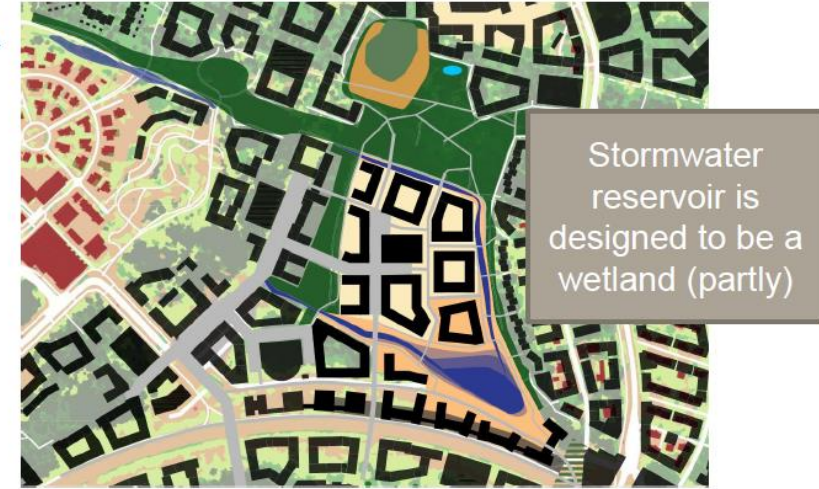 Stormwater
reservoir is
designed to be a
wetland (partly)